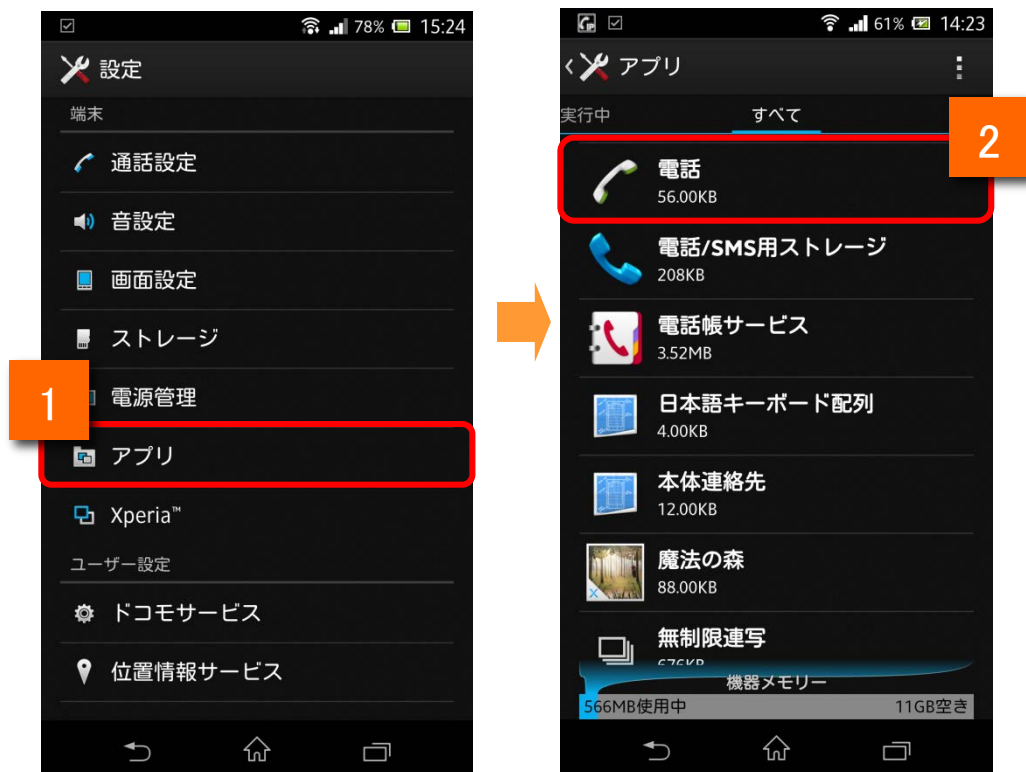 78% 15:24
設定
端末
通話設定
音設定
画面設定
ストレージ
1
電源管理
アプリ
Xperia™
ユーザー設定
ドコモサービス
位置情報サービス
IP 61% 14:23
アプリ
実行中 すべて
2
電話
56.00KB
電話/SMS用ストレージ
208KB
電話帳サービス
3.52MB
日本語キーボード配列
4.00KB
本体連絡先
12.00KB
魔法の森
88.00KB
無制限連写
676KB
機器メモリー
566MB使用中 11GB空き